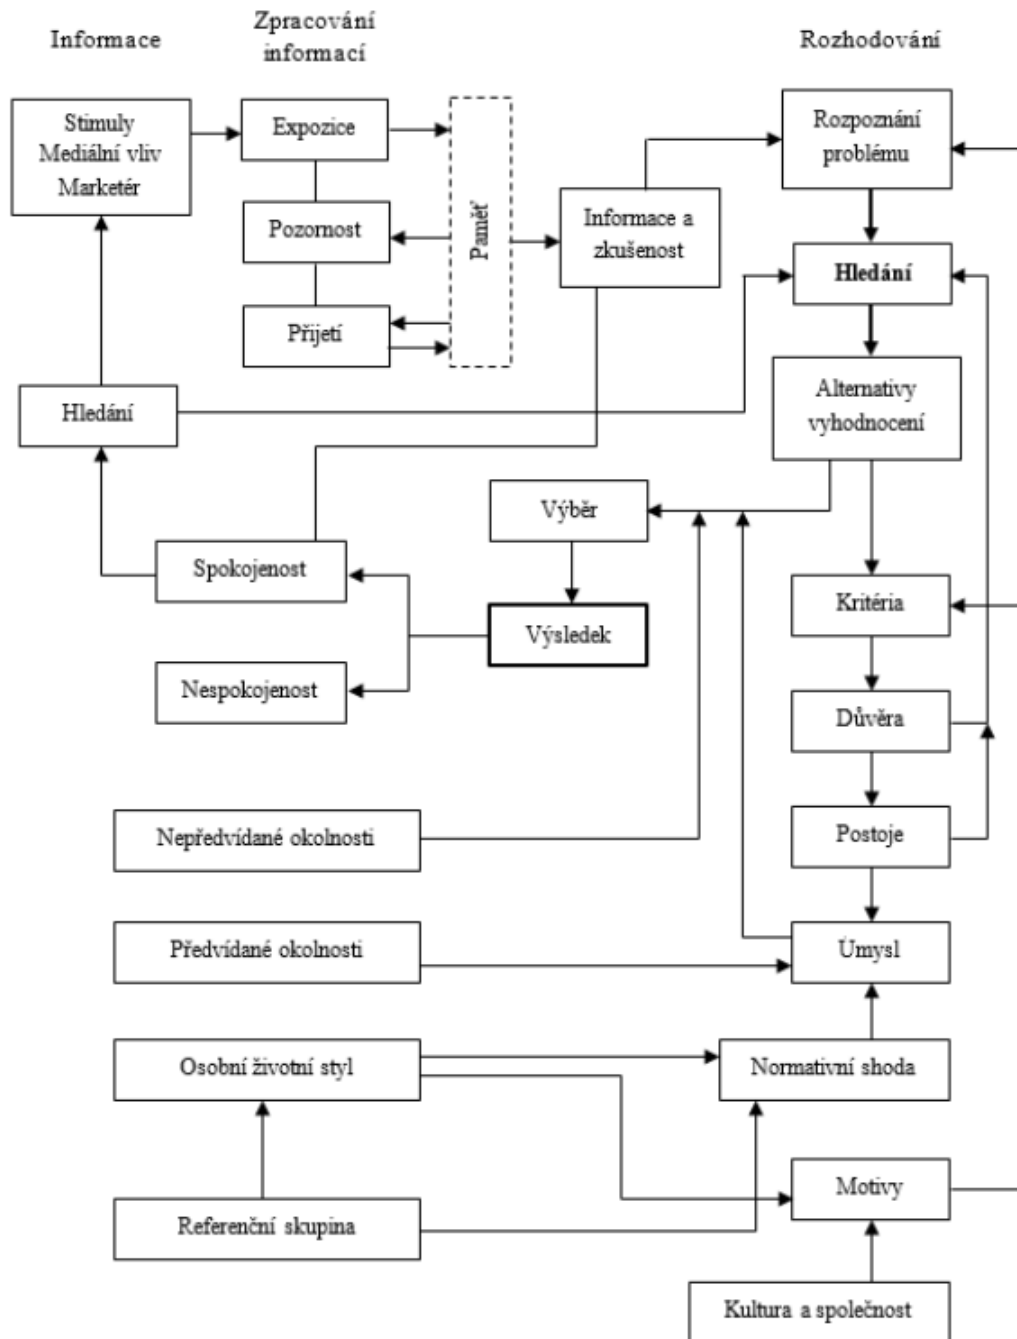 Informace
Zpracování
informací
Rozhodování
Stimuly
Mediální vliv
Marketér
Expozice
Pozornost
Přijetí
Paměť
Informace a
zkušenost
Rozpoznání
problému
Hledání
Alternativy
vyhodnocení
Hledání
Výběr
Spokojenost
Výsledek
Nespokojenost
Kritéria
Důvěra
Postoje
Nepředvídané okolnosti
Předvídané okolnosti
Úmysl
Osobní životní styl
Normativní shoda
Motivy
Referenční skupina
Kultura a společnost